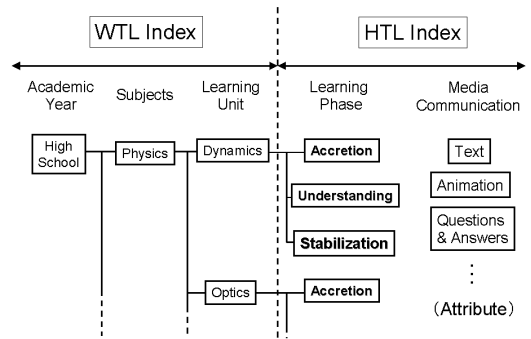 WTL Index
HTL Index
Academic
Year
Subjects
Learning
Unit
Learning
Phase
Media
Communication
High
School
Physics
Dynamics
Accretion
Text
Understanding
Animation
Stabilization
Questions
& Answers
Optics
Accretion
(Attribute)